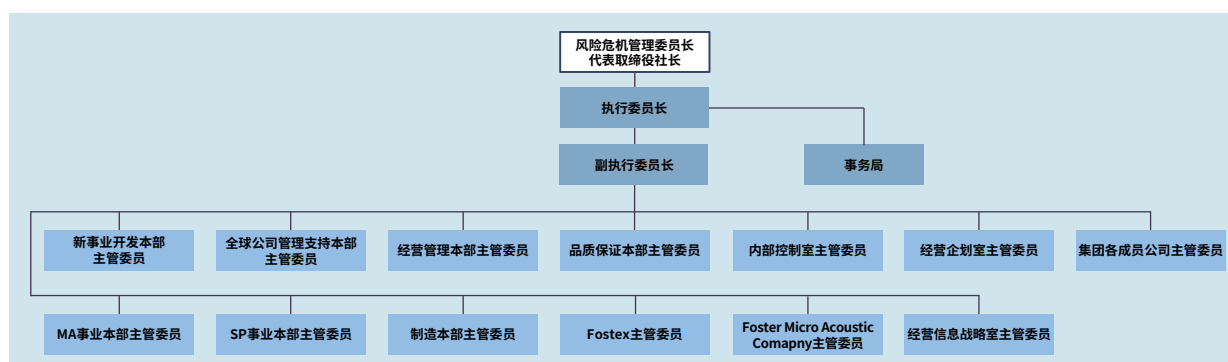 风险危机管理委员长
代表取缔役社长
执行委员长
副执行委员长
事务局
新事业开发本部
主管委员
全球公司管理支持本部
主管委员
经营管理本部主管委员
品质保证本部主管委员
内部控制室主管委员
经营企划室主管委员
集团各成员公司主管委员
MA事业本部主管委员
SP事业本部主管委员
制造本部主管委员
Fostex主管委员
Foster Micro Acoustic
Comapny主管委员
经营信息战略室主管委员